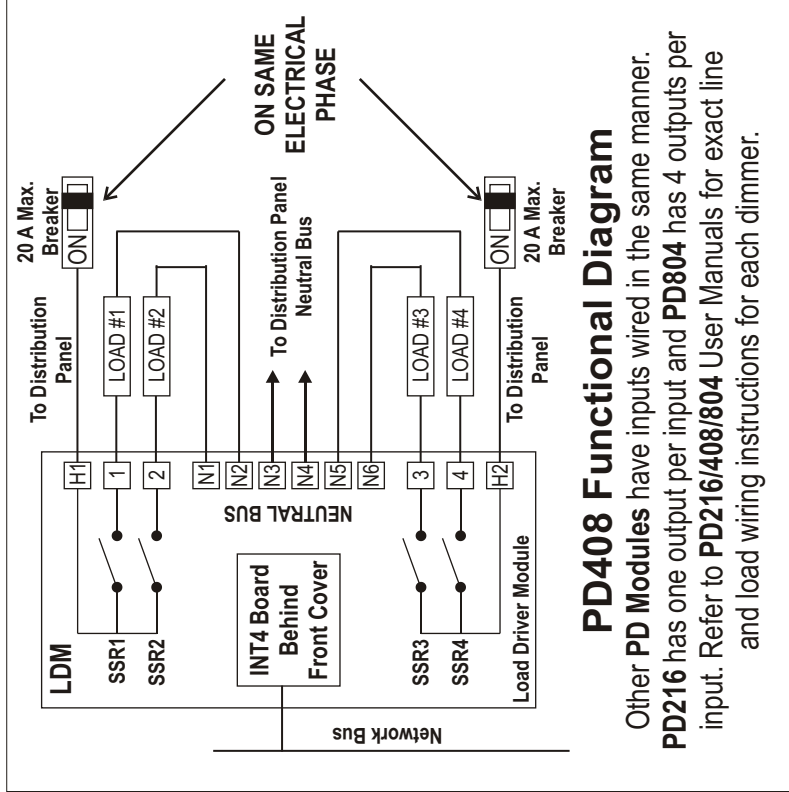 20 A Max.
Breaker
ON
To Distribution
Panel
ON SAME
ELECTRICAL
PHASE
LDM
H1
1
2
SSR1
SSR2
LOAD #1
LOAD #2
N1
N2
N3
N4
N5
N6
NEUTRAL BUS
To Distribution Panel
Neutral Bus
INT4 Board
Behind
Front Cover
Network Bus
SSR3
SSR4
3
4
H2
LOAD #3
LOAD #4
Load Driver Module
To Distribution
Panel
ON
20 A Max.
Breaker
PD408 Functional Diagram
Other PD Modules have inputs wired in the same manner.
PD216 has one output per input and PD804 has 4 outputs per
input. Refer to PD216/408/804 User Manuals for exact line
and load wiring instructions for each dimmer.